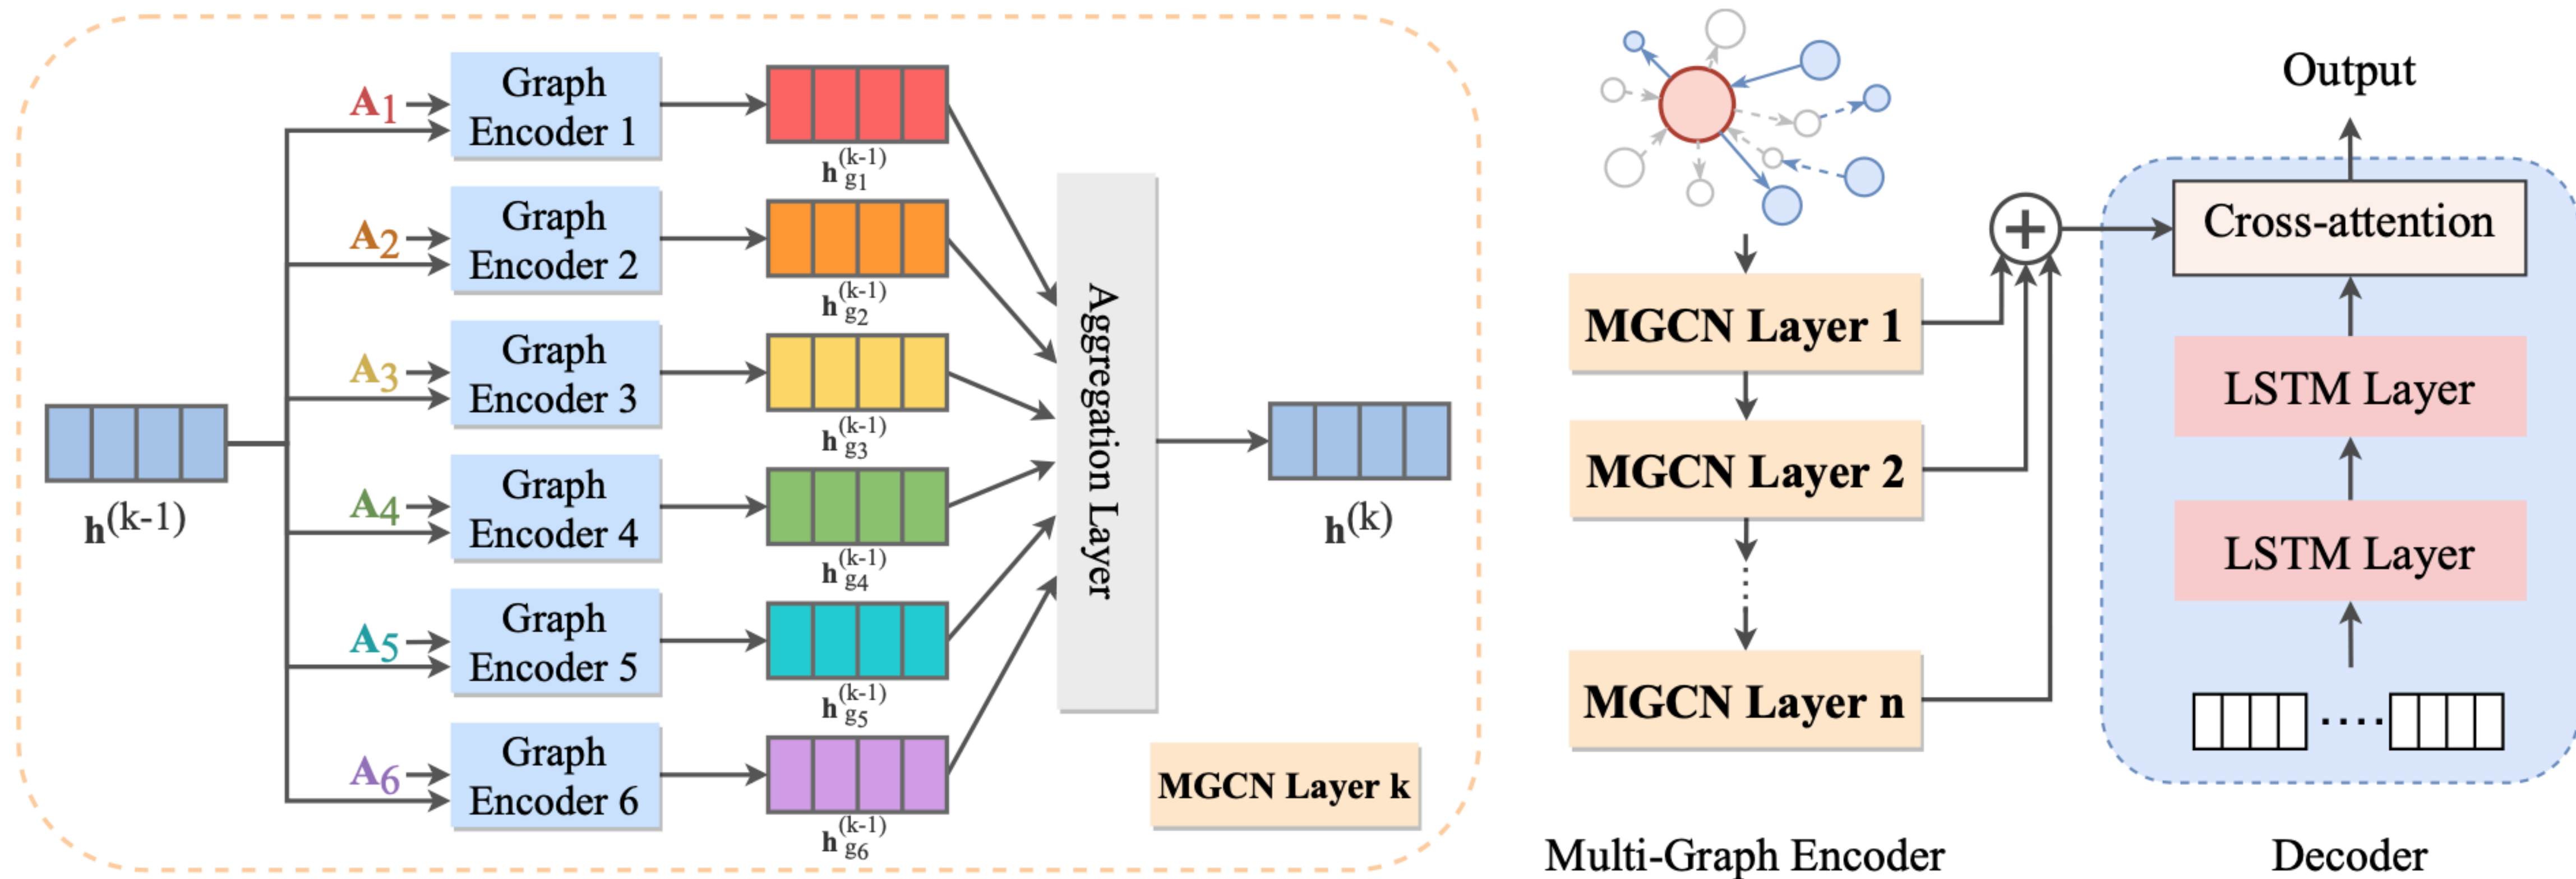 A1
Graph
Encoder 1
h g1 (k-1)
A2
Graph
Encoder 2
h g2 (k-1)
A3
Graph
Encoder 3
h g3 (k-1)
A4
Graph
Encoder 4
h g4 (k-1)
A5
Graph
Encoder 5
h g5 (k-1)
A6
Graph
Encoder 6
h g6 (k-1)
h(k-1)
Aggregation Layer
h(k)
MGCN Layer k
MGCN Layer 1
MGCN Layer 2
MGCN Layer n
Multi-Graph Encoder
+
Output
Cross-attention
LSTM Layer
LSTM Layer
....
Decoder